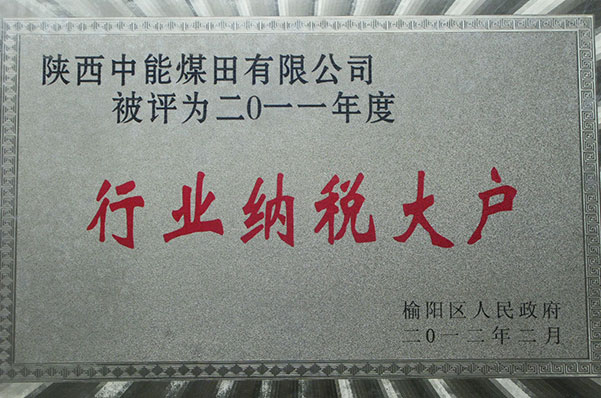 陕西中能煤田有限公司
被评为二0一一年度
行业纳税大户
榆阳区人民政府
二0一二年二月